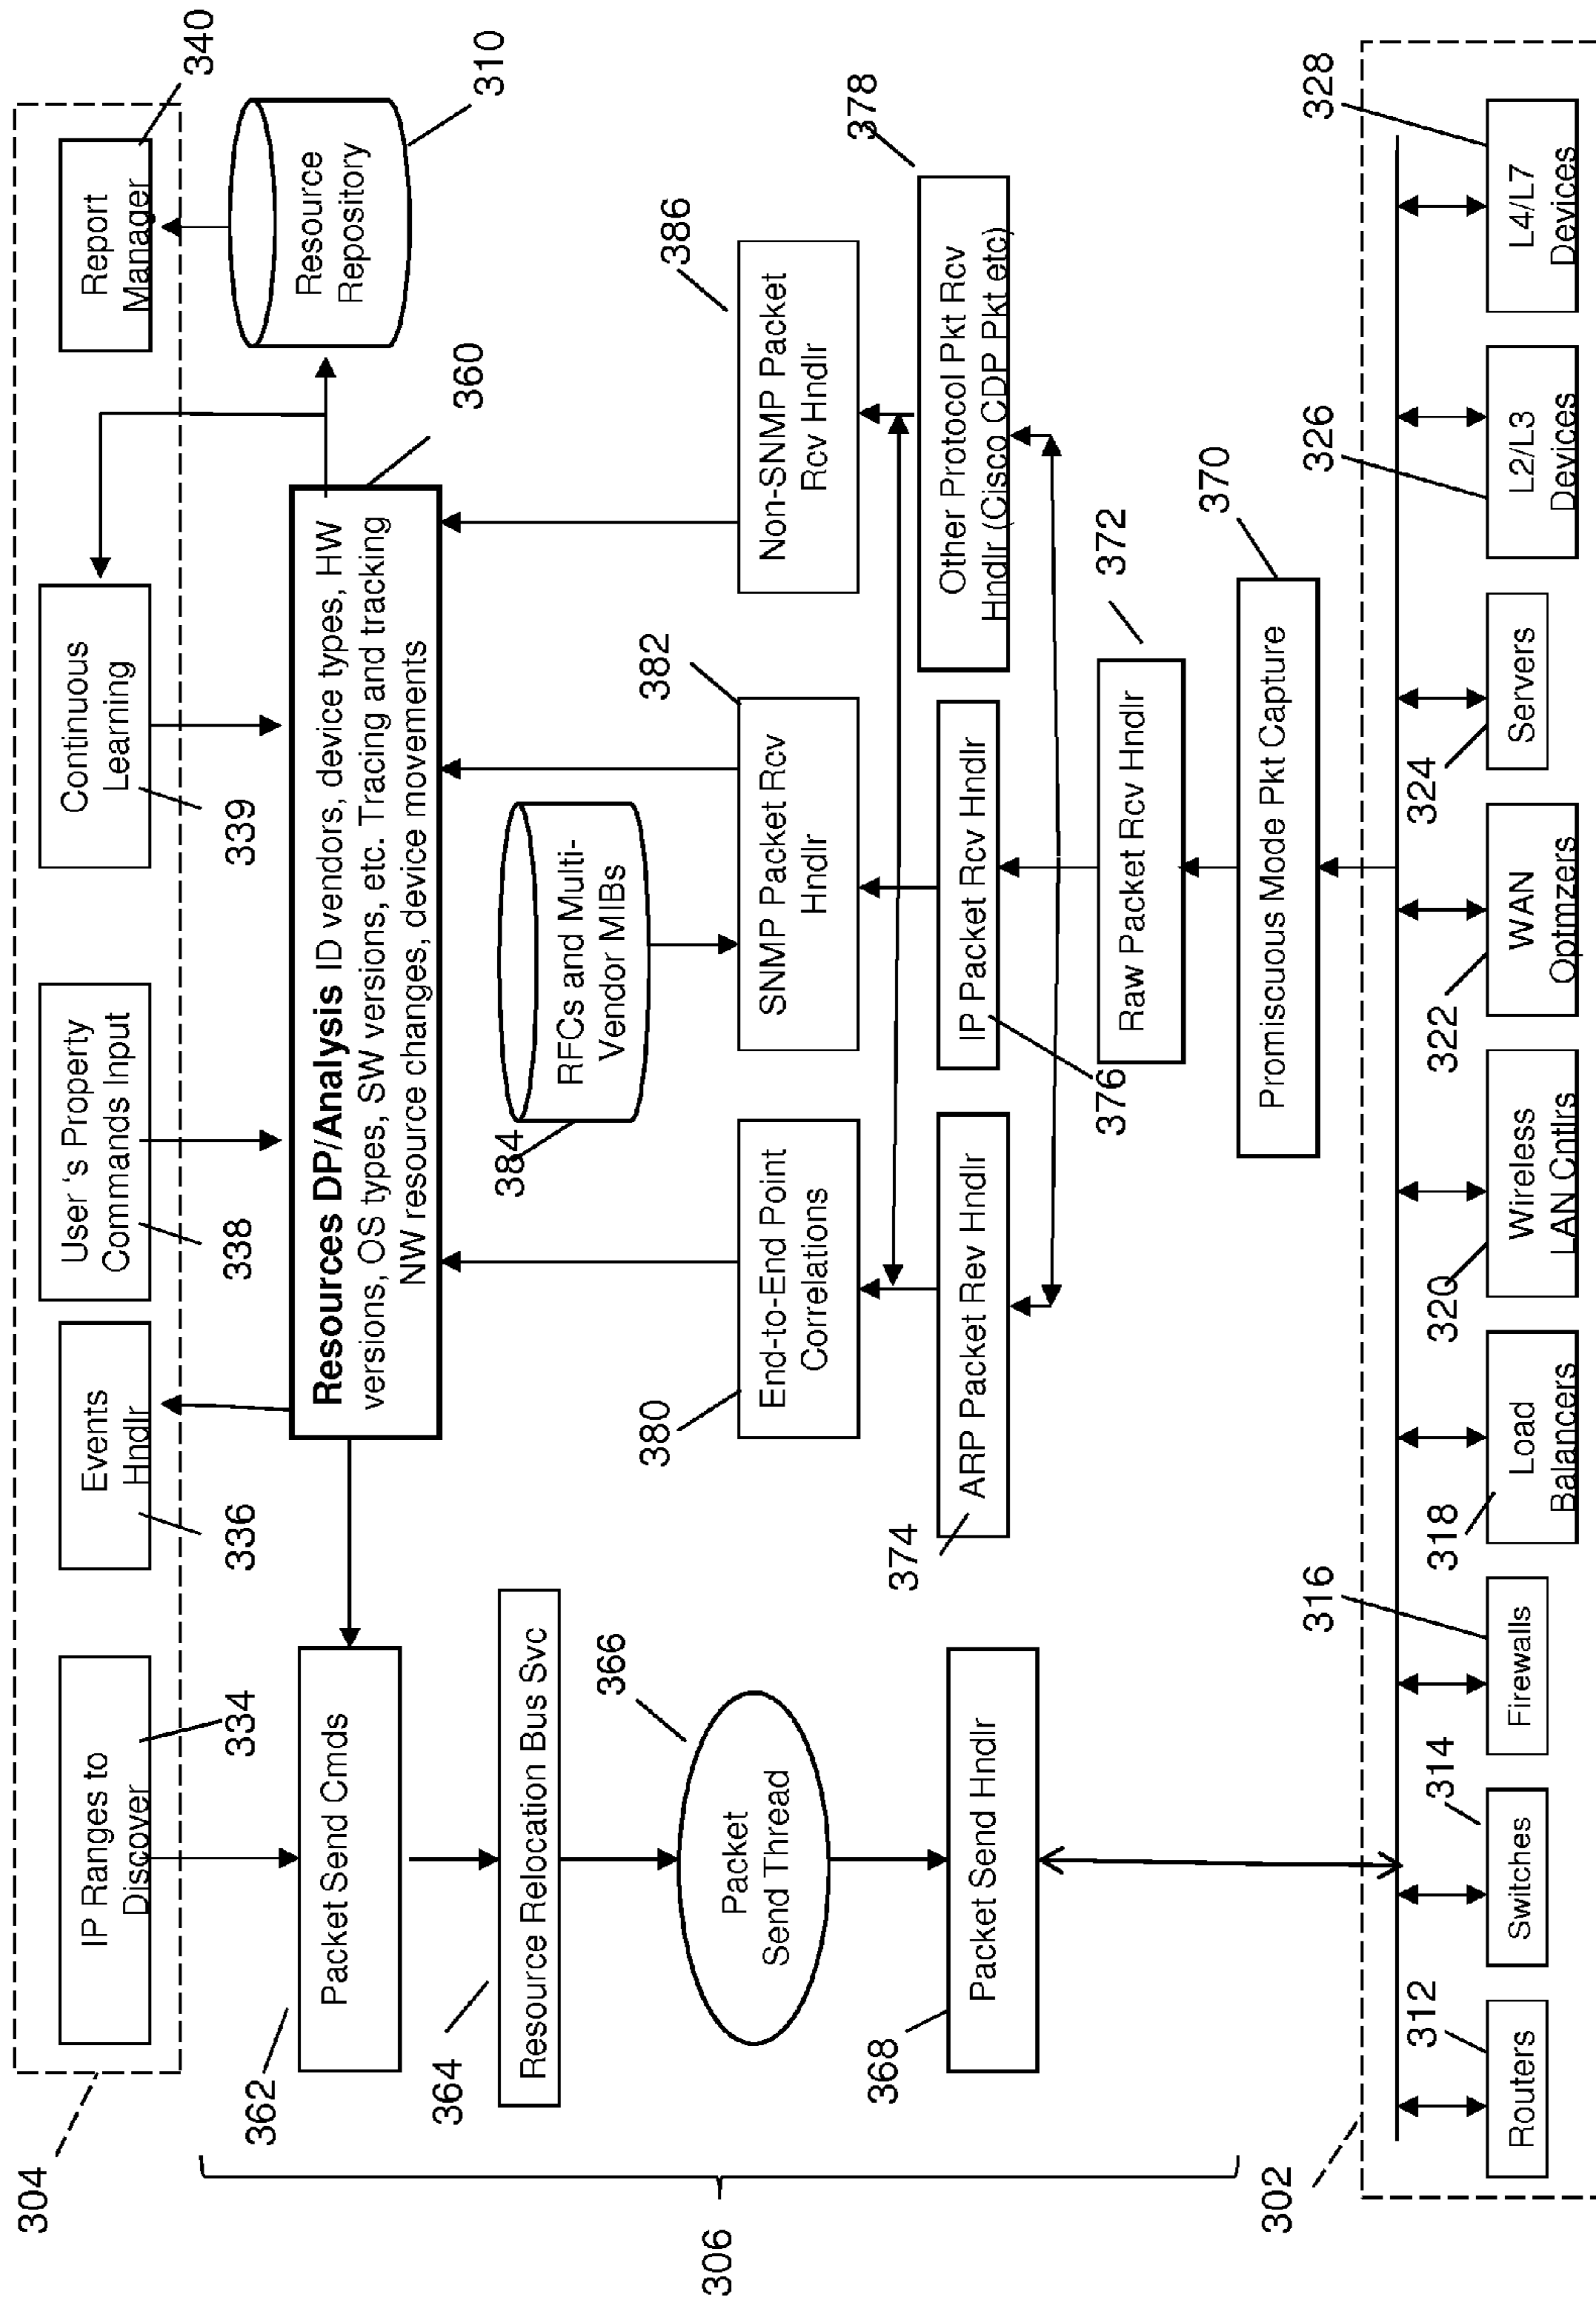 304
IP Ranges to
Discover
334
Events
Hndlr
336
User's Property
Commands Input
338
Continuous
Learning
339
Report
Manager
340
Resource
Repository
310
360
Resources DP/Analysis ID vendors, device types, HW
versions, OS types, SW versions, etc. Tracing and tracking
NW resource changes, device movements
362
Packet Send Cmds
364
Resource Relocation Bus Svc
366
Packet
Send Thread
368
Packet Send Hndlr
306
384
RFCs and Multi-
Vendor MIBs
380
End-to-End Point
Correlations
382
SNMP Packet Rcv
Hndlr
386
Non-SNMP Packet
Rcv Hndlr
374
ARP Packet Rev Hndlr
376
IP Packet Rcv Hndlr
378
Other Protocol Pkt Rcv
Hndlr (Cisco CDP Pkt etc)
372
Raw Packet Rcv Hndlr
370
Promiscuous Mode Pkt Capture
302
312
Routers
314
Switches
316
Firewalls
318
Load
Balancers
320
Wireless
LAN Cntlrs
322
WAN
Optmzers
324
Servers
326
L2/L3
Devices
328
L4/L7
Devices